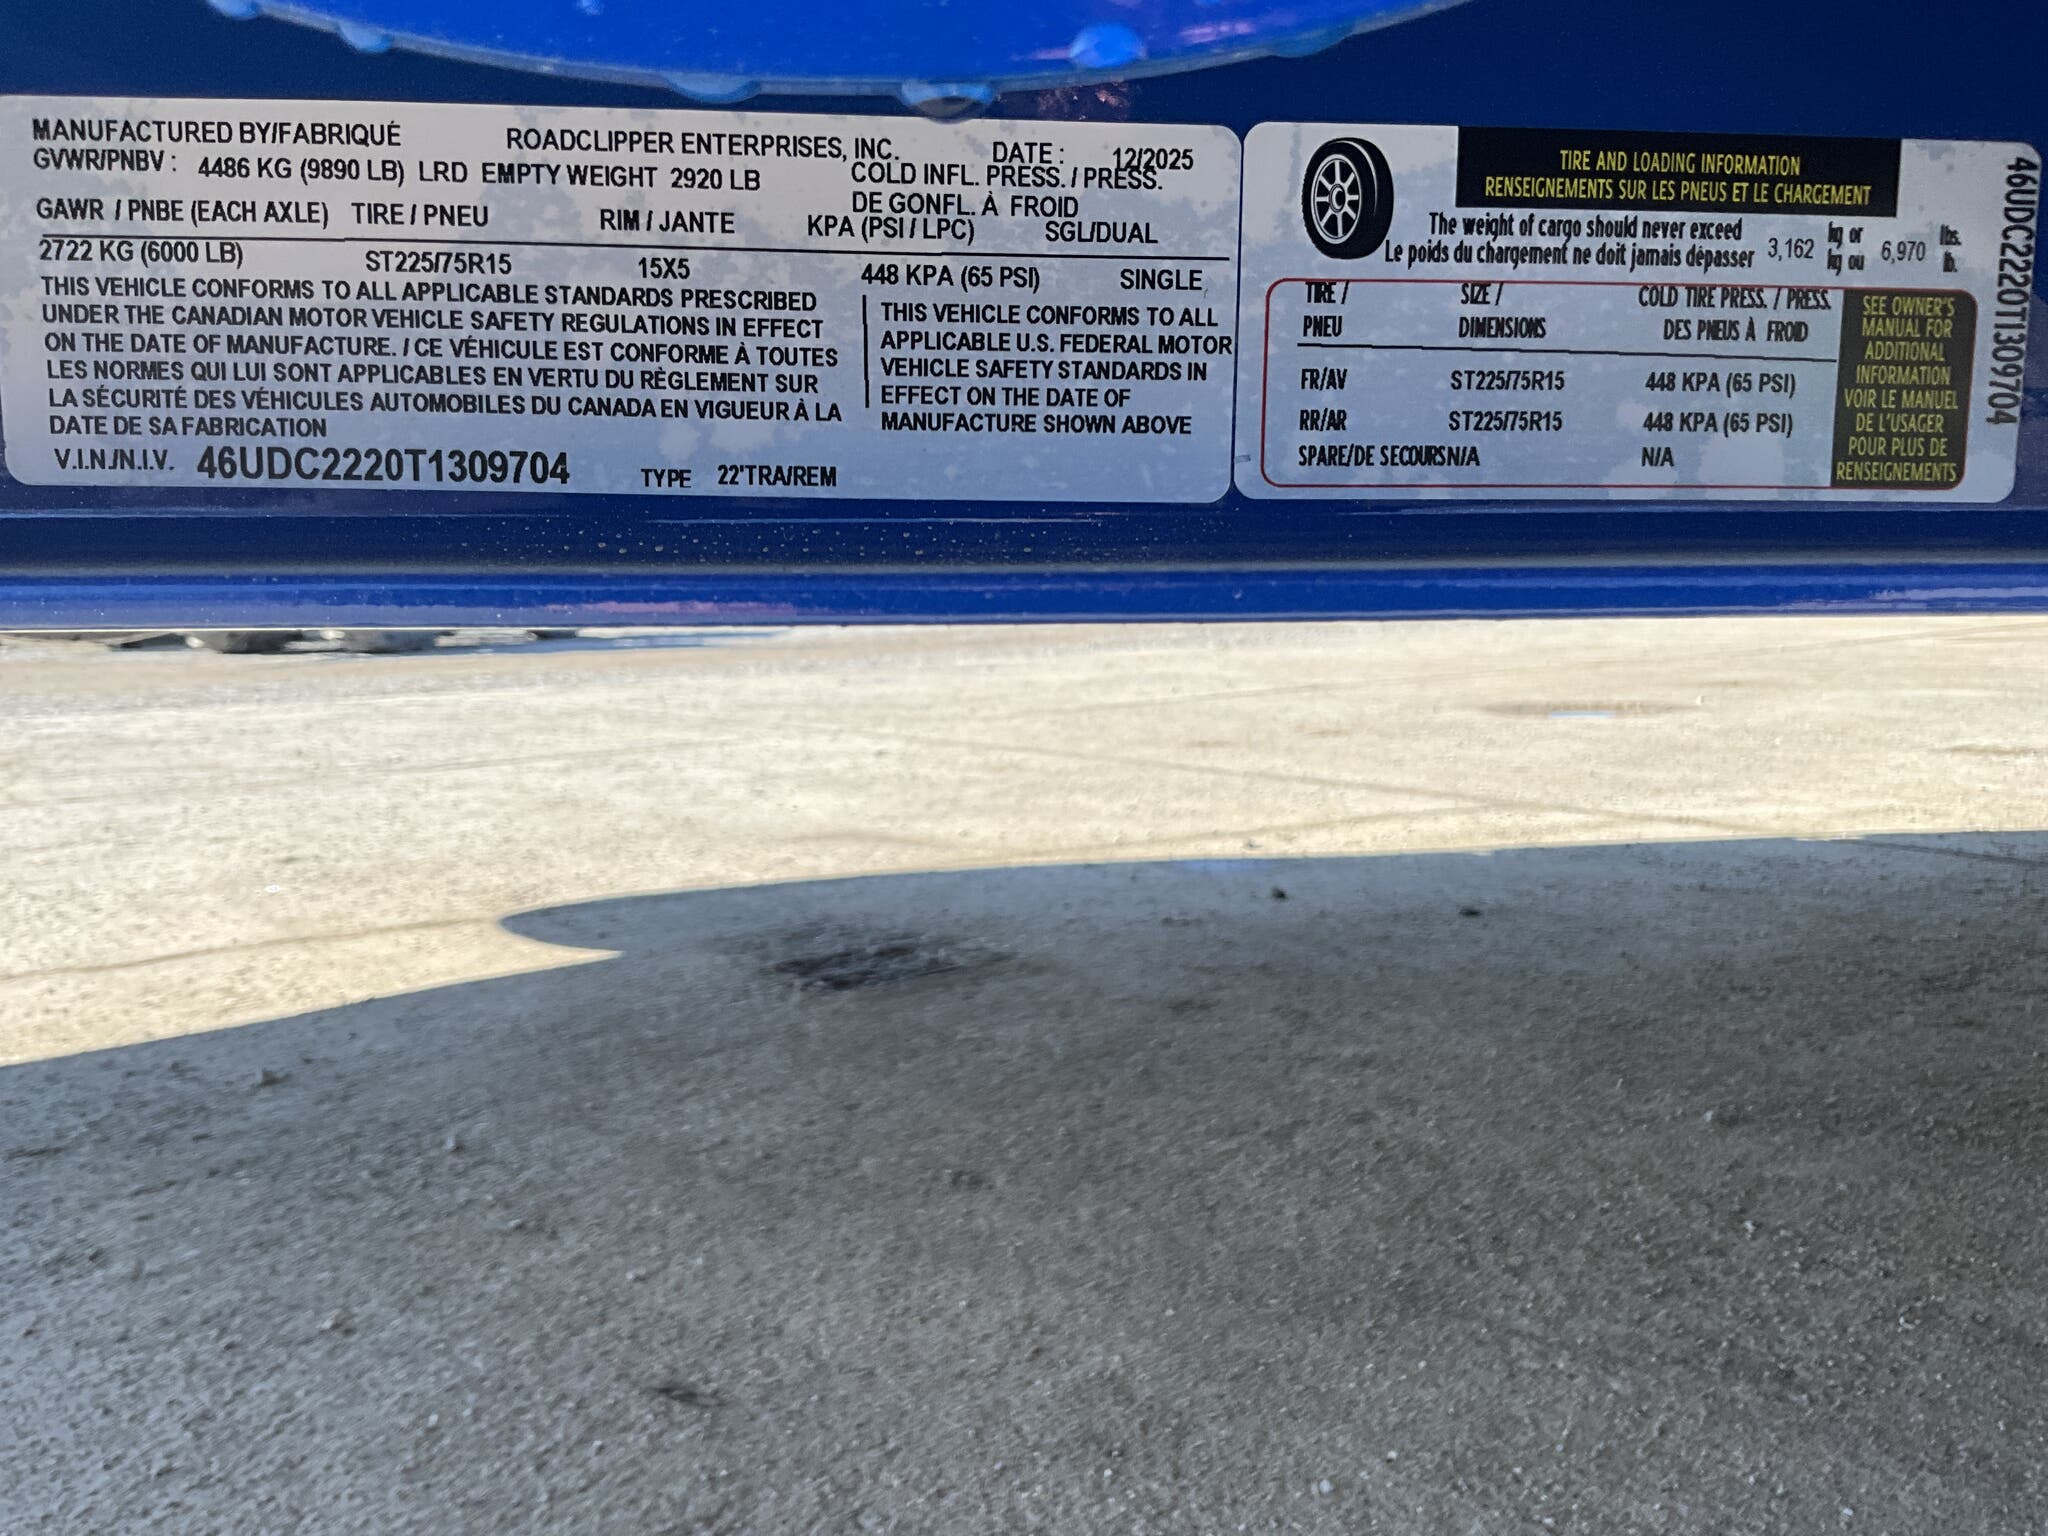 MANUFACTURED BY/FABRIQUÉ ROADCLIPPER ENTERPRISES, INC. DATE : 12/2025
GVWR/PNBV : 4486 KG (9890 LB) LRD EMPTY WEIGHT 2920 LB COLD INFL. PRESS. / PRESS.
DE GONFL. À FROID
GAWR / PNBE (EACH AXLE) TIRE / PNEU RIM / JANTE KPA (PSI / LPC) SGL/DUAL
2722 KG (6000 LB) ST225/75R15 15X5 448 KPA (65 PSI) SINGLE
THIS VEHICLE CONFORMS TO ALL APPLICABLE STANDARDS PRESCRIBED
UNDER THE CANADIAN MOTOR VEHICLE SAFETY REGULATIONS IN EFFECT
ON THE DATE OF MANUFACTURE. / CE VÉHICULE EST CONFORME À TOUTES
LES NORMES QUI LUI SONT APPLICABLES EN VERTU DU RÈGLEMENT SUR
LA SÉCURITÉ DES VÉHICULES AUTOMOBILES DU CANADA EN VIGUEUR À LA
DATE DE SA FABRICATION
THIS VEHICLE CONFORMS TO ALL
APPLICABLE U.S. FEDERAL MOTOR
VEHICLE SAFETY STANDARDS IN
EFFECT ON THE DATE OF
MANUFACTURE SHOWN ABOVE
V.I.N./N.I.V. 46UDC2220T1309704 TYPE 22'TRA/REM
TIRE AND LOADING INFORMATION
RENSEIGNEMENTS SUR LES PNEUS ET LE CHARGEMENT
The weight of cargo should never exceed 3,162 kg or 6,970 lbs.
Le poids du chargement ne doit jamais dépasser kg ou lb.
TIRE / SIZE / COLD TIRE PRESS. / PRESS.
PNEU DIMENSIONS DES PNEUS À FROID
FR/AV ST225/75R15 448 KPA (65 PSI)
RR/AR ST225/75R15 448 KPA (65 PSI)
SPARE/DE SECOURS N/A N/A
SEE OWNER'S
MANUAL FOR
ADDITIONAL
INFORMATION
VOIR LE MANUEL
DE L'USAGER
POUR PLUS DE
RENSEIGNEMENTS
46UDC2220T1309704